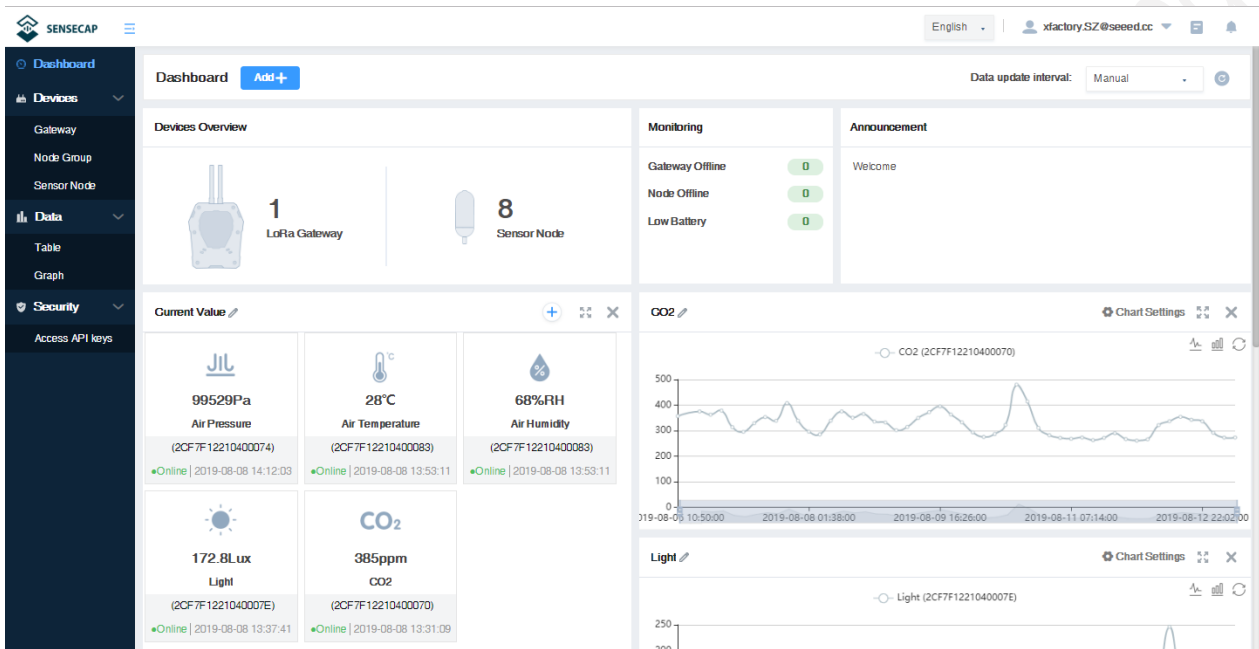 SENSECAP
English
xfactory.SZ@seeed.cc
Dashboard
Devices
Gateway
Node Group
Sensor Node
Data
Table
Graph
Security
Access API keys
Dashboard Add+
Data update interval: Manual
Devices Overview
1
LoRa Gateway
8
Sensor Node
Monitoring
Gateway Offline 0
Node Offline 0
Low Battery 0
Announcement
Welcome
Current Value
99529Pa
Air Pressure
(2CF7F12210400074)
Online | 2019-08-08 14:12:03
°C
28°C
Air Temperature
(2CF7F12210400083)
Online | 2019-08-08 13:53:11
%
68%RH
Air Humidity
(2CF7F12210400083)
Online | 2019-08-08 13:53:11
172.8Lux
Light
(2CF7F1221040007E)
Online | 2019-08-08 13:37:41
CO₂
385ppm
CO2
(2CF7F12210400070)
Online | 2019-08-08 13:31:09
CO2
Chart Settings
CO2 (2CF7F12210400070)
500
400
300
200
100
0
2019-08-08 01:38:00 2019-08-09 16:26:00 2019-08-11 07:14:00 2019-08-12 22:02:00
Light
Chart Settings
Light (2CF7F1221040007E)
250